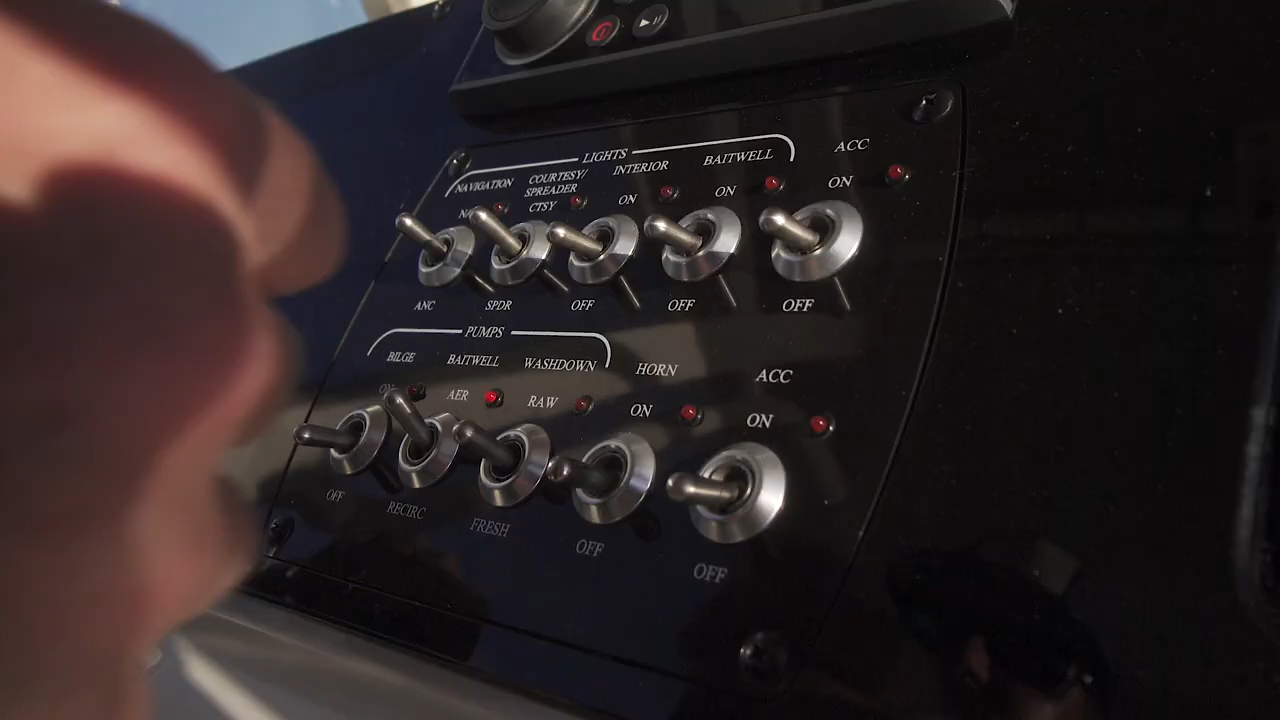 LIGHTS
NAVIGATION
COURTESY/
SPREADER
INTERIOR
BAITWELL
ACC
CTSY
ON
ON
ON
ANC
SPDR
OFF
OFF
OFF
PUMPS
BILGE
BAITWELL
WASHDOWN
HORN
ACC
ON
AER
RAW
ON
ON
OFF
RECIRC
FRESH
OFF
OFF